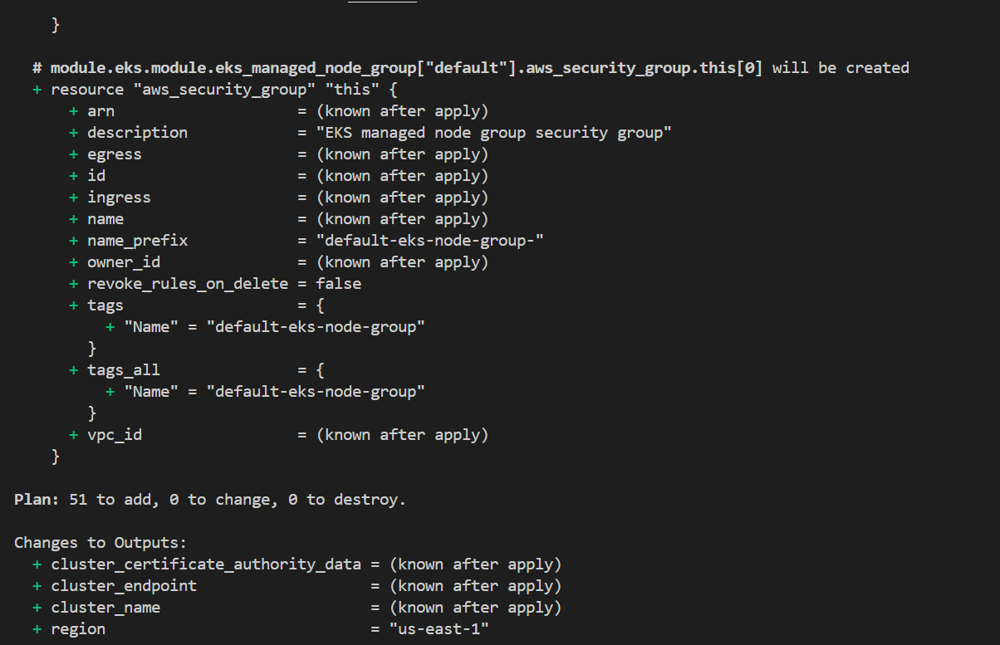 }
# module.eks.module.eks_managed_node_group["default"].aws_security_group.this[0] will be created
+ resource "aws_security_group" "this" {
+ arn = (known after apply)
+ description = "EKS managed node group security group"
+ egress = (known after apply)
+ id = (known after apply)
+ ingress = (known after apply)
+ name = (known after apply)
+ name_prefix = "default-eks-node-group-"
+ owner_id = (known after apply)
+ revoke_rules_on_delete = false
+ tags = {
+ "Name" = "default-eks-node-group"
}
+ tags_all = {
+ "Name" = "default-eks-node-group"
}
+ vpc_id = (known after apply)
}
Plan: 51 to add, 0 to change, 0 to destroy.
Changes to Outputs:
+ cluster_certificate_authority_data = (known after apply)
+ cluster_endpoint = (known after apply)
+ cluster_name = (known after apply)
+ region = "us-east-1"